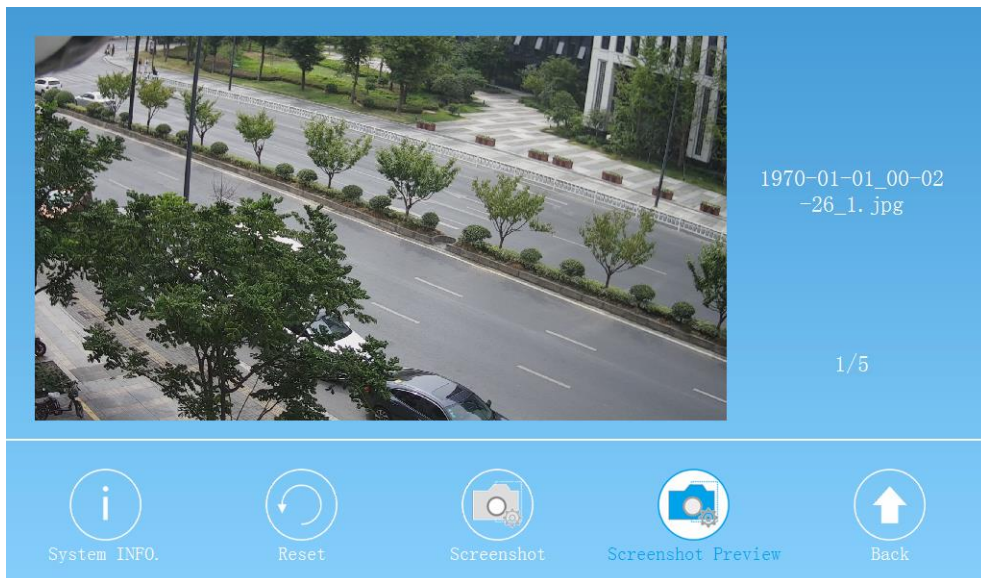 1970-01-01_00-02
-26_1. jpg
1/5
i
System INFO.
Reset
Screenshot
Screenshot Preview
Back